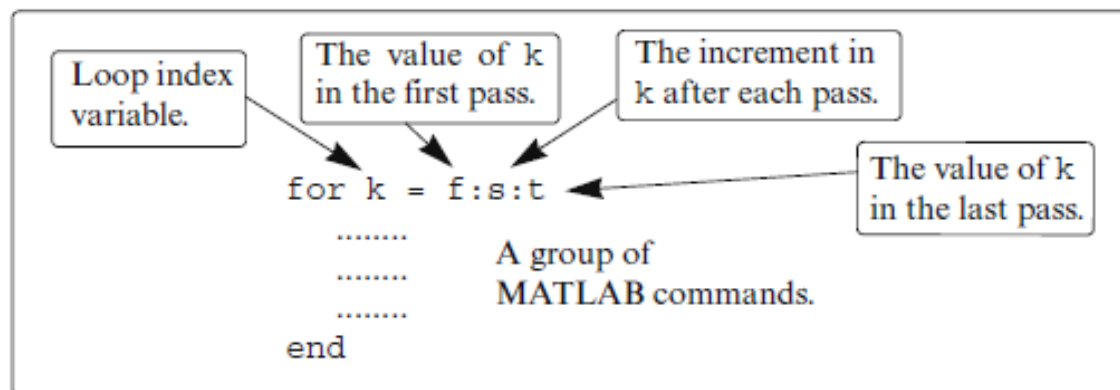 Loop index
variable.
The value of k
in the first pass.
The increment in
k after each pass.
The value of k
in the last pass.
for k = f:s:t
........
........
........
A group of
MATLAB commands.
end